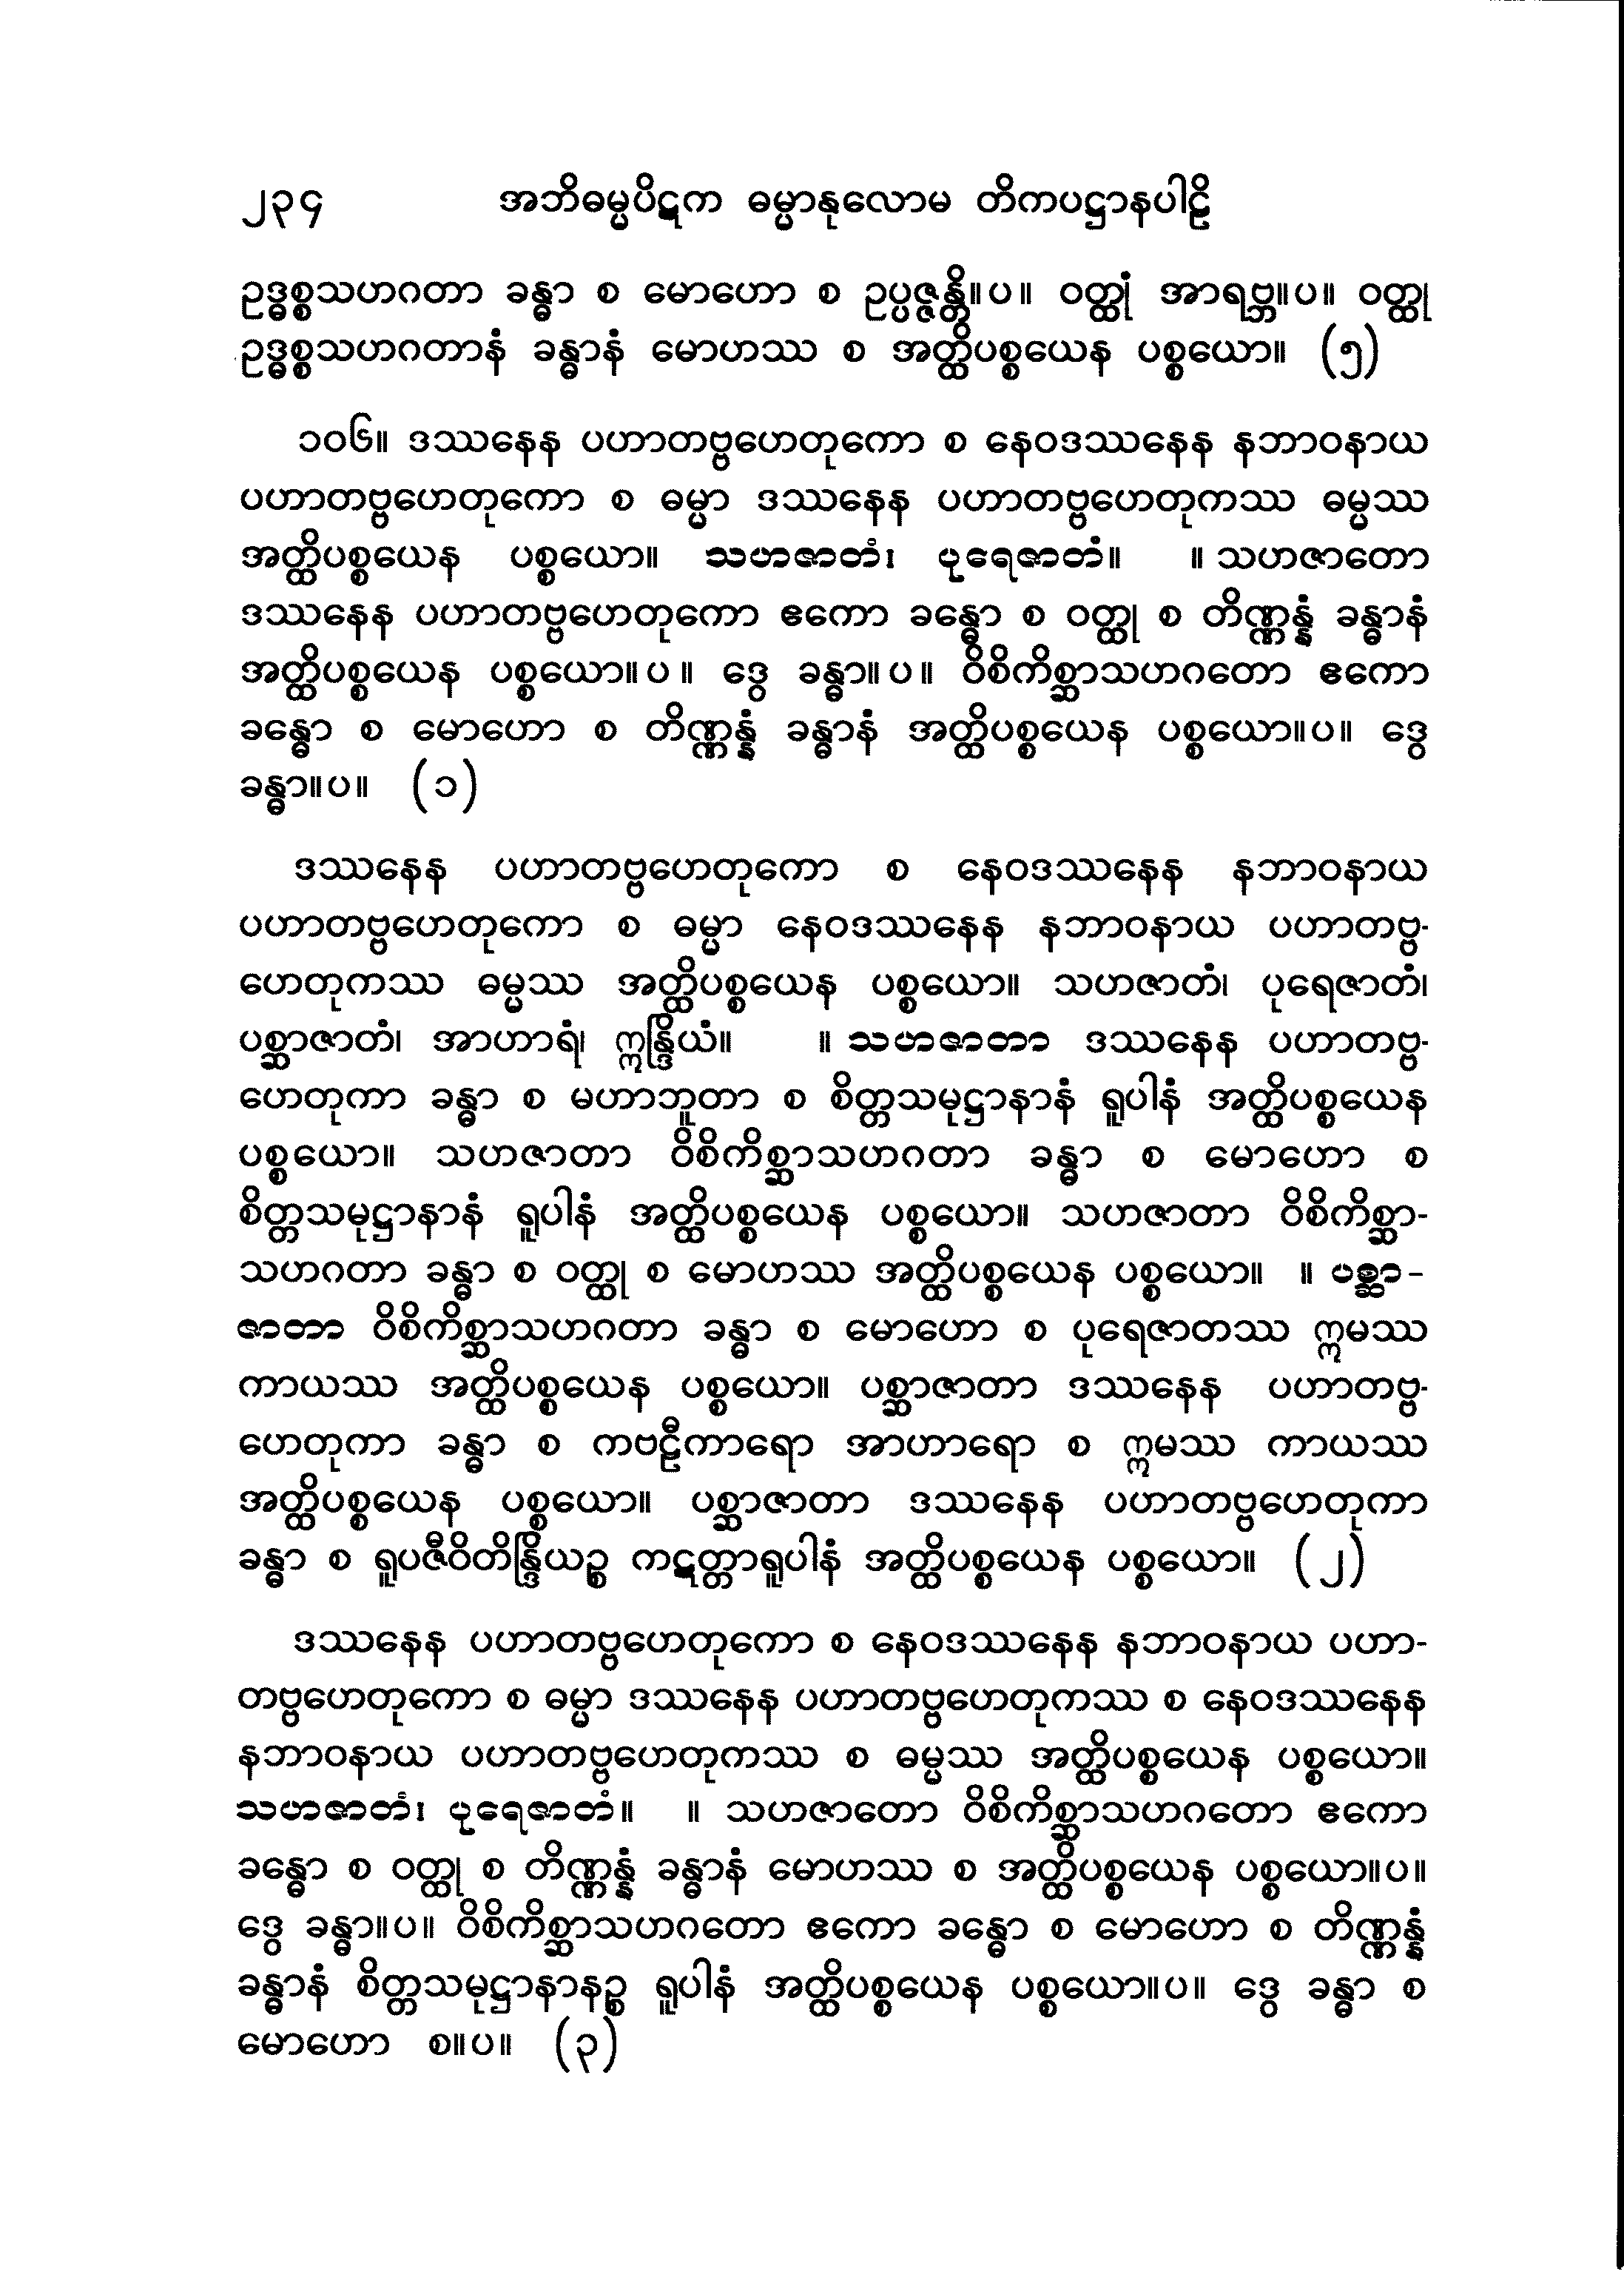 ၂၃၄ အဘိဓမ္မပိဋက ဓမ္မာနုလောမ တိကပဋ္ဌာနပါဠိ
ဥဒ္ဓစ္စသဟဂတာ ခန္ဓာ စ မောဟော စ ဥပ္ပဇ္ဇန္တိ။ပ။ ဝတ္ထုံ အာရဗ္ဘ။ပ။ ဝတ္ထု
ဥဒ္ဓစ္စသဟဂတာနံ ခန္ဓာနံ မောဟဿ စ အတ္ထိပစ္စယေန ပစ္စယော။ (၅)
၁၀၆။ ဒဿနေန ပဟာတဗ္ဗဟေတုကော စ နေဝဒဿနေန နဘာဝနာယ
ပဟာတဗ္ဗဟေတုကော စ ဓမ္မာ ဒဿနေန ပဟာတဗ္ဗဟေတုကဿ ဓမ္မဿ
အတ္ထိပစ္စယေန ပစ္စယော။ သဟဇာတံ၊ ပုရေဇာတံ။ ။ သဟဇာတော
ဒဿနေန ပဟာတဗ္ဗဟေတုကော ဧကော ခန္ဓော စ ဝတ္ထု စ တိဏ္ဏန္နံ ခန္ဓာနံ
အတ္ထိပစ္စယေန ပစ္စယော။ပ။ ဒွေ ခန္ဓာ။ပ။ ဝိစိကိစ္ဆာသဟဂတော ဧကော
ခန္ဓော စ မောဟော စ တိဏ္ဏန္နံ ခန္ဓာနံ အတ္ထိပစ္စယေန ပစ္စယော။ပ။ ဒွေ
ခန္ဓာ။ပ။ (၁)
ဒဿနေန ပဟာတဗ္ဗဟေတုကော စ နေဝဒဿနေန နဘာဝနာယ
ပဟာတဗ္ဗဟေတုကော စ ဓမ္မာ နေဝဒဿနေန နဘာဝနာယ ပဟာတဗ္ဗ-
ဟေတုကဿ ဓမ္မဿ အတ္ထိပစ္စယေန ပစ္စယော။ သဟဇာတံ၊ ပုရေဇာတံ၊
ပစ္ဆာဇာတံ၊ အာဟာရံ၊ ဣန္ဒြိယံ။ ။ သဟဇာတာ ဒဿနေန ပဟာတဗ္ဗ-
ဟေတုကာ ခန္ဓာ စ မဟာဘူတာ စ စိတ္တသမုဋ္ဌာနာနံ ရူပါနံ အတ္ထိပစ္စယေန
ပစ္စယော။ သဟဇာတာ ဝိစိကိစ္ဆာသဟဂတာ ခန္ဓာ စ မောဟော စ
စိတ္တသမုဋ္ဌာနာနံ ရူပါနံ အတ္ထိပစ္စယေန ပစ္စယော။ သဟဇာတာ ဝိစိကိစ္ဆာ-
သဟဂတာ ခန္ဓာ စ ဝတ္ထု စ မောဟဿ အတ္ထိပစ္စယေန ပစ္စယော။ ။ ပစ္ဆာ-
ဇာတာ ဝိစိကိစ္ဆာသဟဂတာ ခန္ဓာ စ မောဟော စ ပုရေဇာတဿ ဣမဿ
ကာယဿ အတ္ထိပစ္စယေန ပစ္စယော။ ပစ္ဆာဇာတာ ဒဿနေန ပဟာတဗ္ဗ-
ဟေတုကာ ခန္ဓာ စ ကဗဠီကာရော အာဟာရော စ ဣမဿ ကာယဿ
အတ္ထိပစ္စယေန ပစ္စယော။ ပစ္ဆာဇာတာ ဒဿနေန ပဟာတဗ္ဗဟေတုကာ
ခန္ဓာ စ ရူပဇီဝိတိန္ဒြိယဉ္စ ကဋတ္တာရူပါနံ အတ္ထိပစ္စယေန ပစ္စယော။ (၂)
ဒဿနေန ပဟာတဗ္ဗဟေတုကော စ နေဝဒဿနေန နဘာဝနာယ ပဟာ-
တဗ္ဗဟေတုကော စ ဓမ္မာ ဒဿနေန ပဟာတဗ္ဗဟေတုကဿ စ နေဝဒဿနေန
နဘာဝနာယ ပဟာတဗ္ဗဟေတုကဿ စ ဓမ္မဿ အတ္ထိပစ္စယေန ပစ္စယော။
သဟဇာတံ၊ ပုရေဇာတံ။ ။ သဟဇာတော ဝိစိကိစ္ဆာသဟဂတော ဧကော
ခန္ဓော စ ဝတ္ထု စ တိဏ္ဏန္နံ ခန္ဓာနံ မောဟဿ စ အတ္ထိပစ္စယေန ပစ္စယော။ပ။
ဒွေ ခန္ဓာ။ပ။ ဝိစိကိစ္ဆာသဟဂတော ဧကော ခန္ဓော စ မောဟော စ တိဏ္ဏန္နံ
ခန္ဓာနံ စိတ္တသမုဋ္ဌာနာနဉ္စ ရူပါနံ အတ္ထိပစ္စယေန ပစ္စယော။ပ။ ဒွေ ခန္ဓာ စ
မောဟော စ။ပ။ (၃)